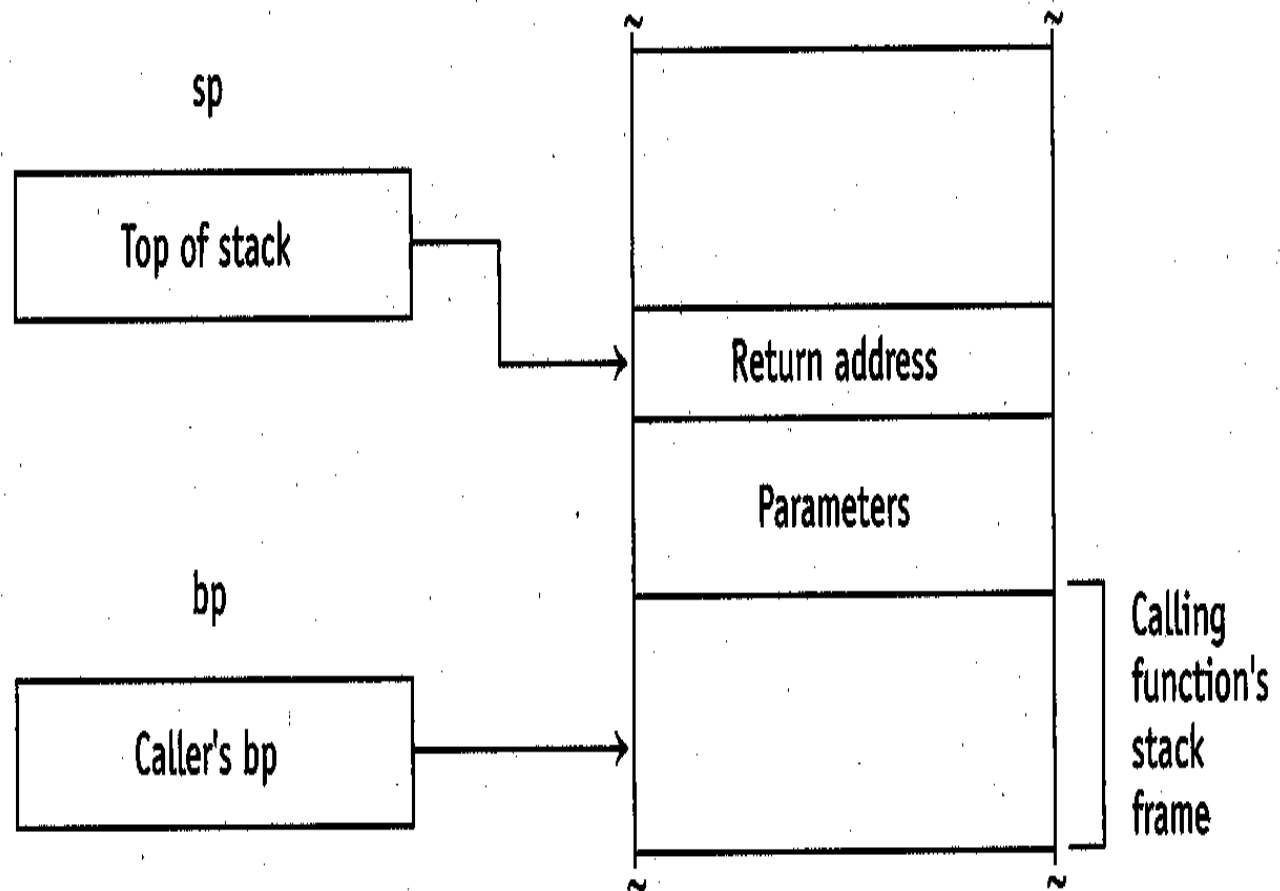 sp
Top of stack
Return address
Parameters
bp
Caller's bp
Calling
function's
stack
frame